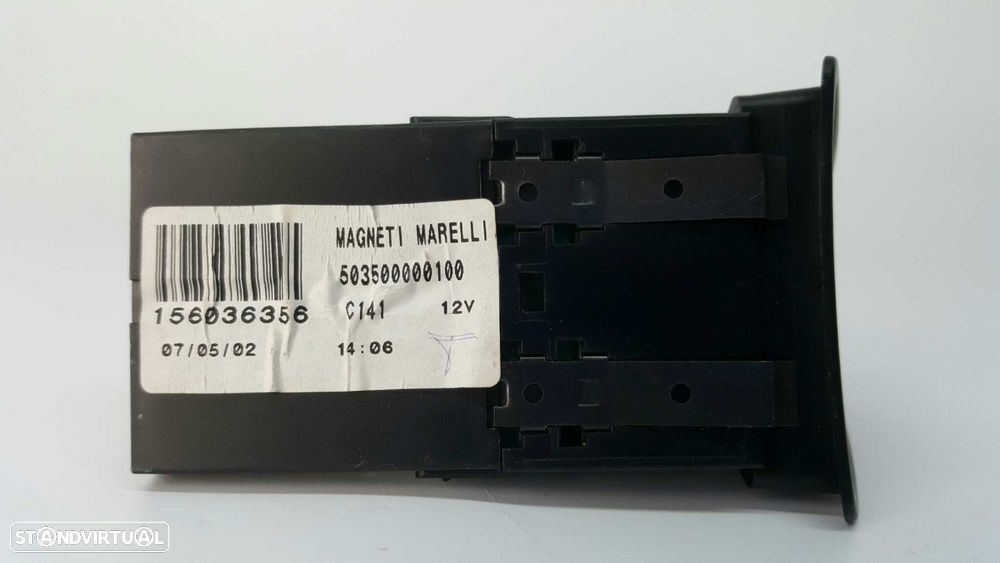 MAGNETI MARELLI
503500000100
156036356
C141 12V
07/05/02 14:06
STANDVIRTUAL